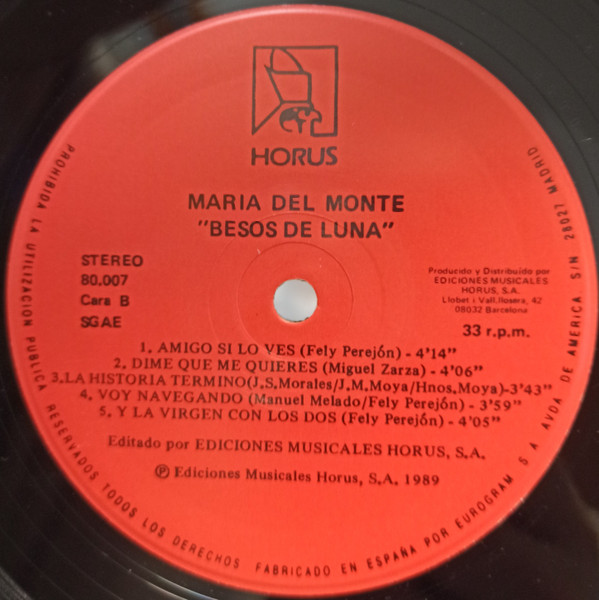 HORUS
MARIA DEL MONTE
"BESOS DE LUNA"
STEREO
80.007
Cara B
SGAE
Producido y Distribuido por
EDICIONES MUSICALES
HORUS, S.A.
Llobet i Vall.llosera, 42
08032 Barcelona
33 r.p.m.
1. AMIGO SI LO VES (Fely Perejón) - 4'14"
2. DIME QUE ME QUIERES (Miguel Zarza) - 4'06"
3.LA HISTORIA TERMINO(J.S.Morales/J.M.Moya/Hnos.Moya)-3'43"
4. VOY NAVEGANDO (Manuel Melado/Fely Perejón) - 3'59"
5. Y LA VIRGEN CON LOS DOS (Fely Perejón) - 4'05"
Editado por EDICIONES MUSICALES HORUS, S.A.
Ⓟ Ediciones Musicales Horus, S.A. 1989
PROHIBIDA LA UTILIZACION PUBLICA RESERVADOS TODOS LOS DERECHOS FABRICADO EN ESPAÑA POR EUROGRAM S A AVDA DE AMERICA S/N 28027 MADRID